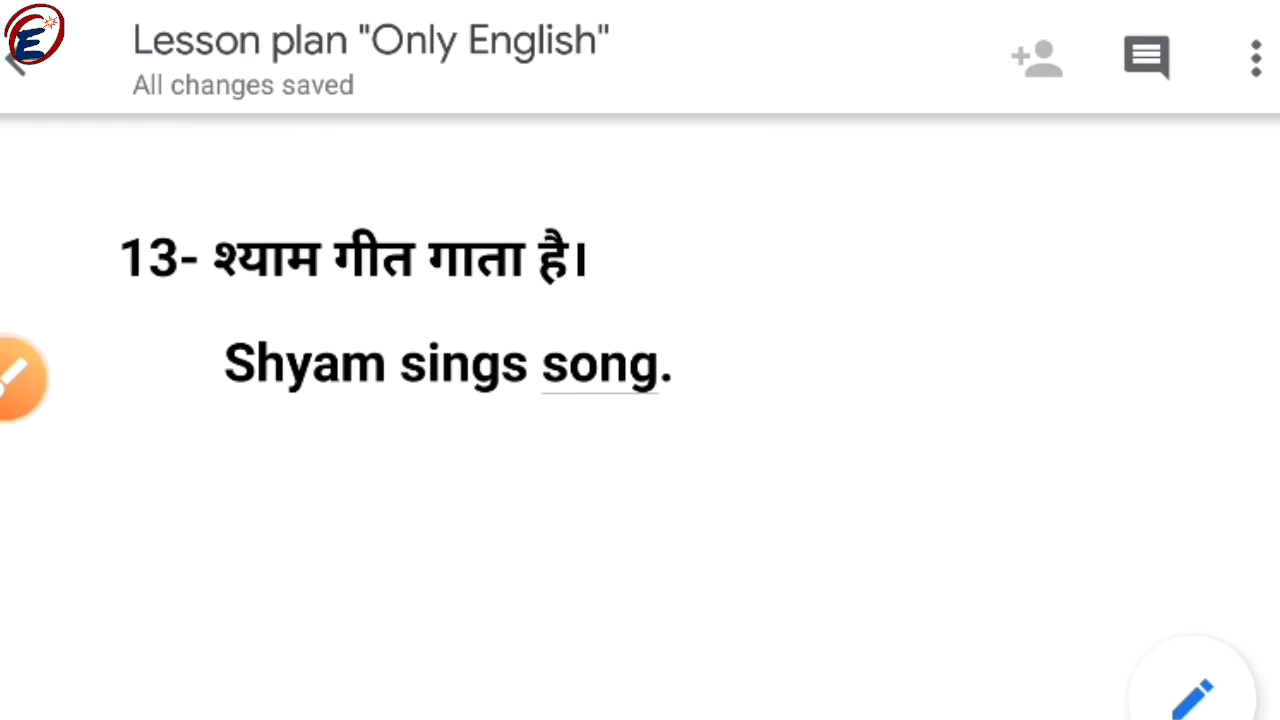 E
Lesson plan "Only English"
All changes saved
13- श्याम गीत गाता है।
Shyam sings song.